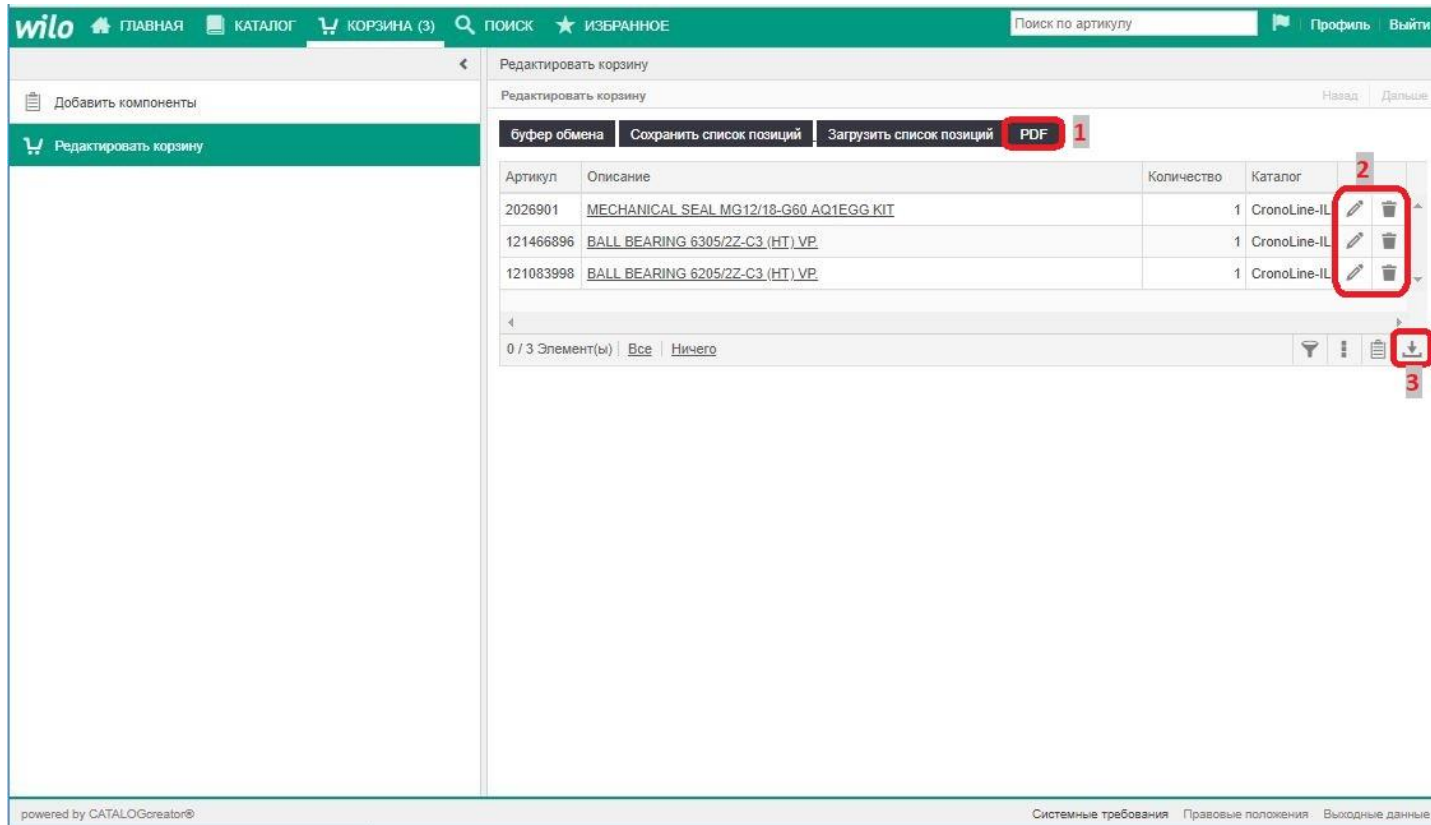 wilo ГЛАВНАЯ КАТАЛОГ КОРЗИНА (3) ПОИСК ИЗБРАННОЕ Поиск по артикулу Профиль Выйти
Редактировать корзину
Добавить компоненты
Редактировать корзину
Редактировать корзину Назад Дальше
буфер обмена Сохранить список позиций Загрузить список позиций PDF 1
Артикул Описание Количество Каталог 2
2026901 MECHANICAL SEAL MG12/18-G60 AQ1EGG KIT 1 CronoLine-IL
121466896 BALL BEARING 6305/2Z-C3 (HT) VP. 1 CronoLine-IL
121083998 BALL BEARING 6205/2Z-C3 (HT) VP. 1 CronoLine-IL
0 / 3 Элемент(ы) Все Ничего
3
powered by CATALOGcreator® Системные требования Правовые положения Выходные данные